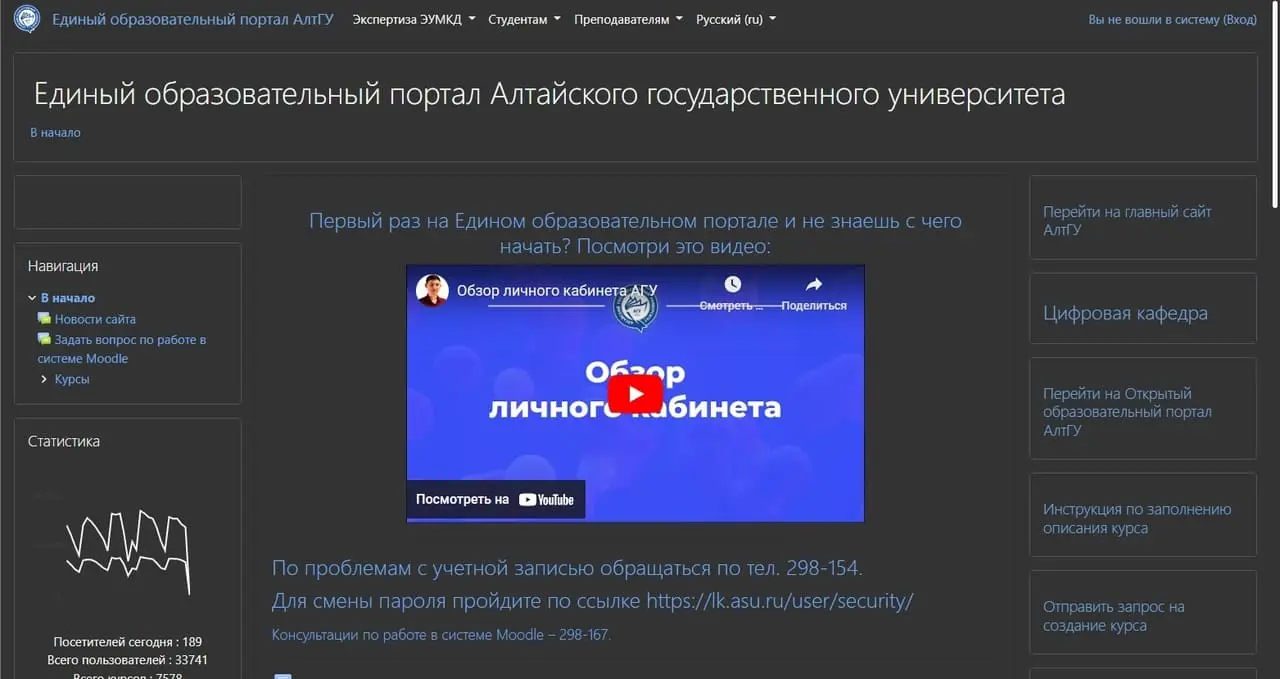 Единый образовательный портал АлтГУ
Экспертиза ЭУМКД
Студентам
Преподавателям
Русский (ru)
Вы не вошли в систему (Вход)
Единый образовательный портал Алтайского государственного университета
В начало
Навигация
В начало
Новости сайта
Задать вопрос по работе в
системе Moodle
Курсы
Статистика
Посетителей сегодня : 189
Всего пользователей : 33741
Всего курсов : 7578
Первый раз на Едином образовательном портале и не знаешь с чего
начать? Посмотри это видео:
Обзор личного кабинета АГУ
Смотреть ...
Поделиться
Обзор
личного кабинета
Посмотреть на YouTube
По проблемам с учетной записью обращаться по тел. 298-154.
Для смены пароля пройдите по ссылке https://lk.asu.ru/user/security/
Консультации по работе в системе Moodle – 298-167.
Перейти на главный сайт
АлтГУ
Цифровая кафедра
Перейти на Открытый
образовательный портал
АлтГУ
Инструкция по заполнению
описания курса
Отправить запрос на
создание курса